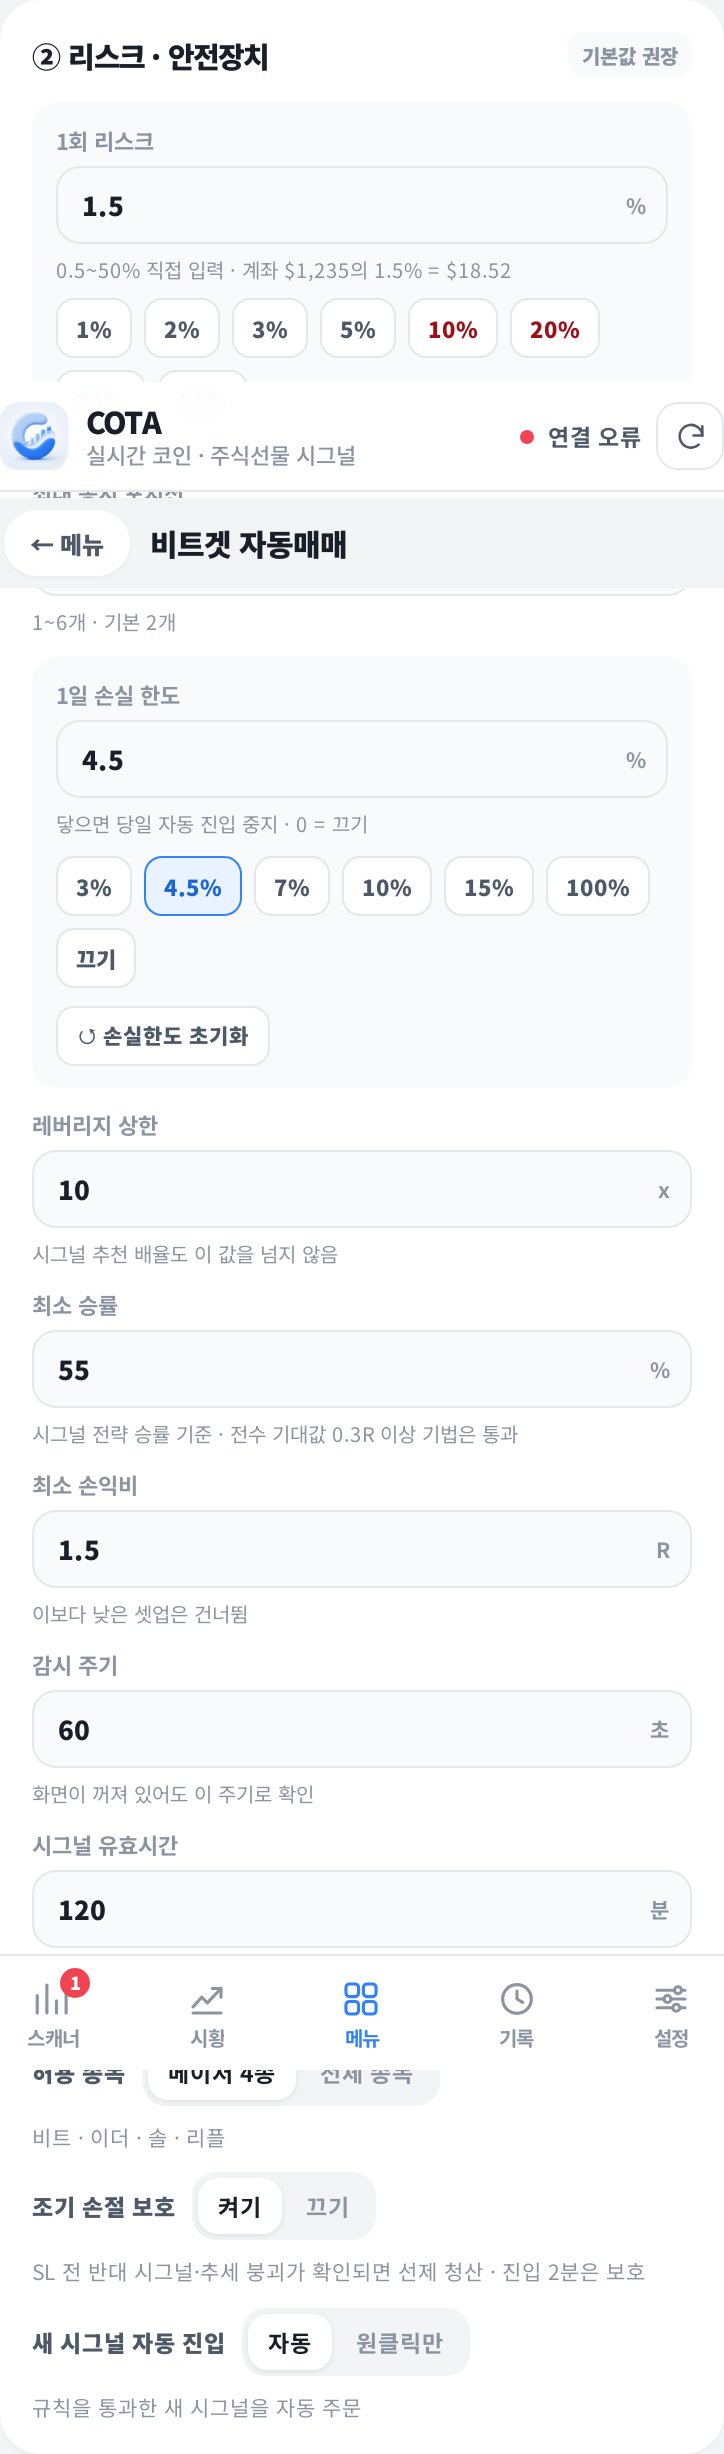 ② 리스크 · 안전장치
기본값 권장
1회 리스크
1.5 %
0.5~50% 직접 입력 · 계좌 $1,235의 1.5% = $18.52
1% 2% 3% 5% 10% 20%
30% 50%
COTA
실시간 코인 · 주식선물 시그널
연결 오류
← 메뉴
비트겟 자동매매
1~6개 · 기본 2개
1일 손실 한도
4.5 %
닿으면 당일 자동 진입 중지 · 0 = 끄기
3% 4.5% 7% 10% 15% 100%
끄기
손실한도 초기화
레버리지 상한
10 x
시그널 추천 배율도 이 값을 넘지 않음
최소 승률
55 %
시그널 전략 승률 기준 · 전수 기대값 0.3R 이상 기법은 통과
최소 손익비
1.5 R
이보다 낮은 셋업은 건너뜀
감시 주기
60 초
화면이 꺼져 있어도 이 주기로 확인
시그널 유효시간
120 분
1
스캐너 시황 메뉴 기록 설정
허용 종목 메이저 4종 전체 종목
비트 · 이더 · 솔 · 리플
조기 손절 보호 켜기 끄기
SL 전 반대 시그널·추세 붕괴가 확인되면 선제 청산 · 진입 2분은 보호
새 시그널 자동 진입 자동 원클릭만
규칙을 통과한 새 시그널을 자동 주문